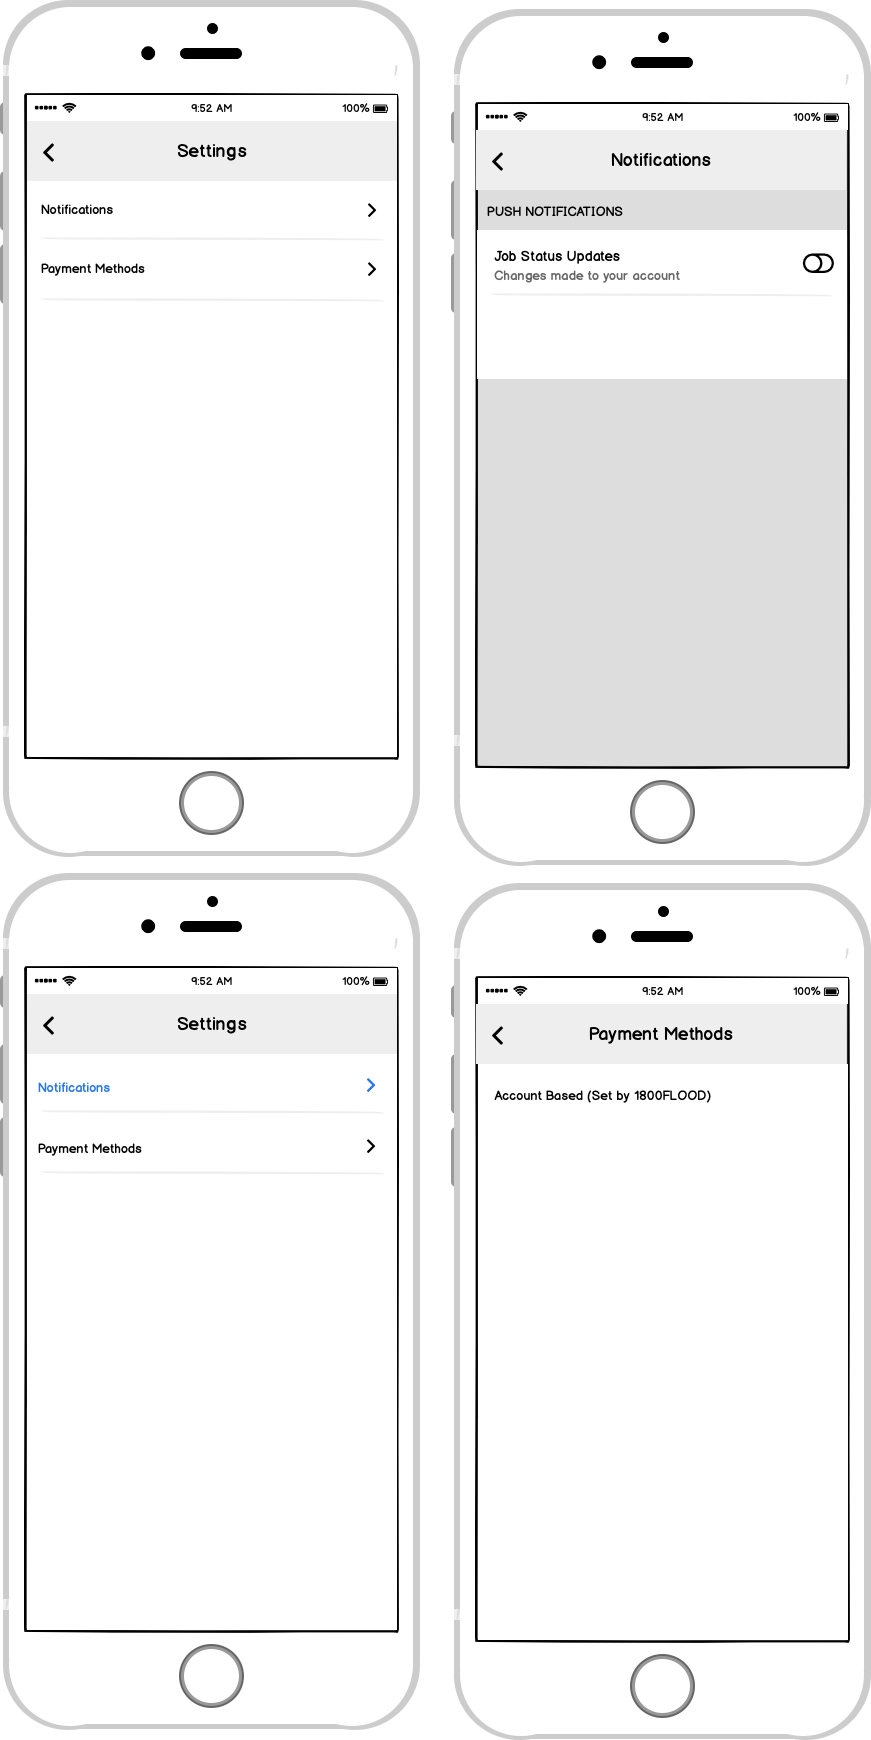 9:52 AM 100%
Settings
Notifications
Payment Methods
9:52 AM 100%
Notifications
PUSH NOTIFICATIONS
Job Status Updates
Changes made to your account
9:52 AM 100%
Settings
Notifications
Payment Methods
9:52 AM 100%
Payment Methods
Account Based (Set by 1800FLOOD)